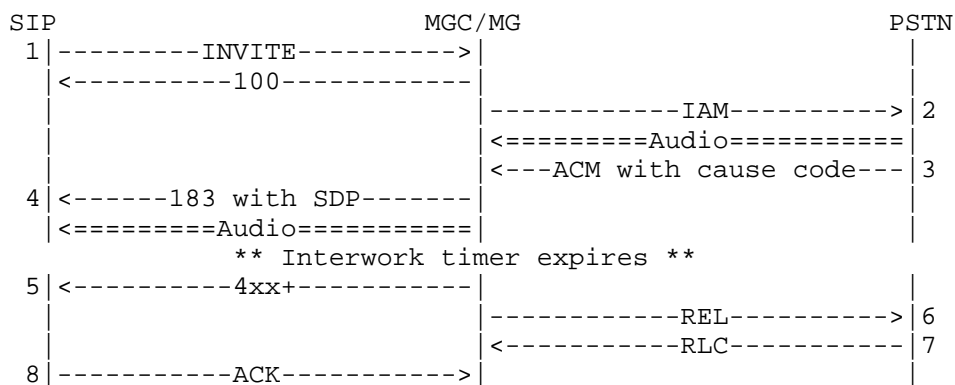 SIP                       MGC/MG                       PSTN
 1|---------INVITE---------->|                          |
  |<----------100------------|                          |
  |                          |------------IAM---------->|2
  |                          |<=========Audio===========|
  |                          |<---ACM with cause code---|3
 4|<------183 with SDP-------|                          |
  |<=========Audio===========|                          |
            ** Interwork timer expires **
 5|<----------4xx+-----------|                          |
  |                          |------------REL---------->|6
  |                          |<-----------RLC-----------|7
 8|-----------ACK----------->|                          |